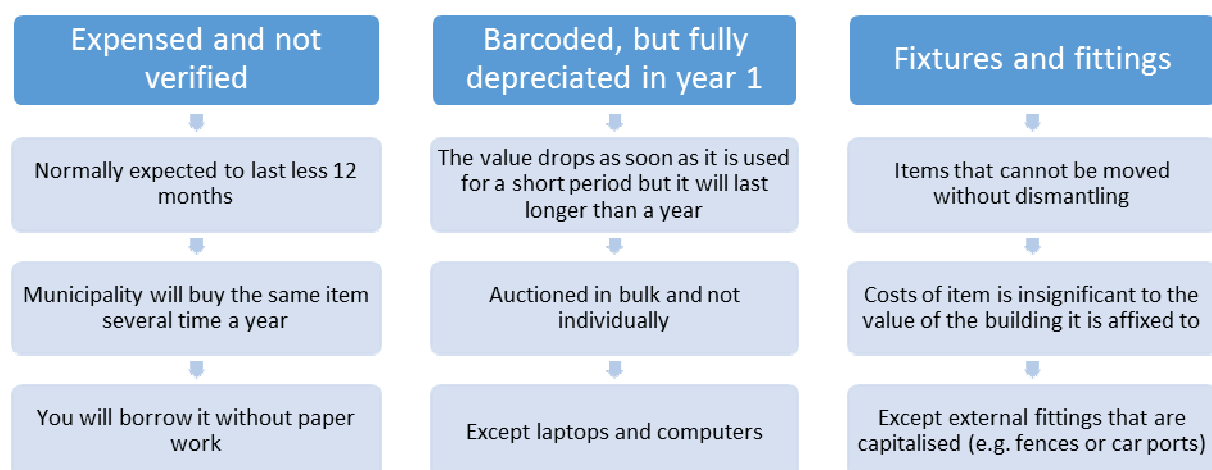 Expensed and not
verified
Normally expected to last less 12
months
Municipality will buy the same item
several time a year
You will borrow it without paper
work
Barcoded, but fully
depreciated in year 1
The value drops as soon as it is used
for a short period but it will last
longer than a year
Auctioned in bulk and not
individually
Except laptops and computers
Fixtures and fittings
Items that cannot be moved
without dismantling
Costs of item is insignificant to the
value of the building it is affixed to
Except external fittings that are
capitalised (e.g. fences or car ports)